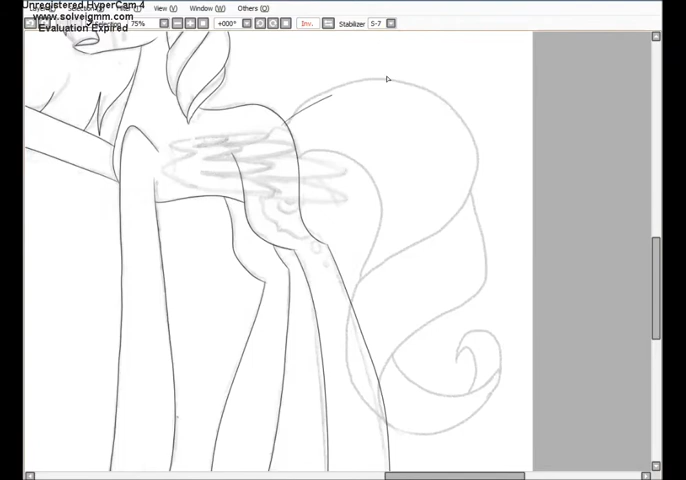 Unregistered HyperCam 4
www.solveigmm.com
Evaluation Expired
Window (W)
Others (O)
View (V)
75%
+000°
Inv.
Stabilizer
S-7